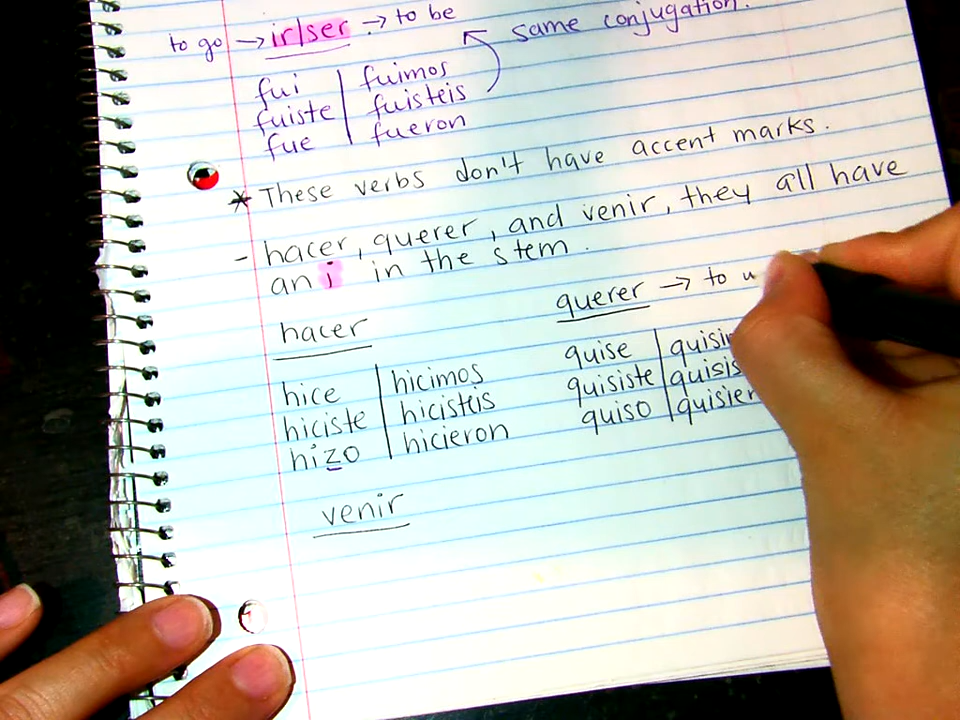 to go → ir/ser → to be
same conjugation.
fui | fuimos
fuiste | fuisteis
fue | fueron
* These verbs don't have accent marks.
- hacer, querer, and venir, they all have
an i in the stem.
hacer
querer → to
hice | hicimos
hiciste | hicisteis
hizo | hicieron
quise |
quisiste |
quiso |
venir